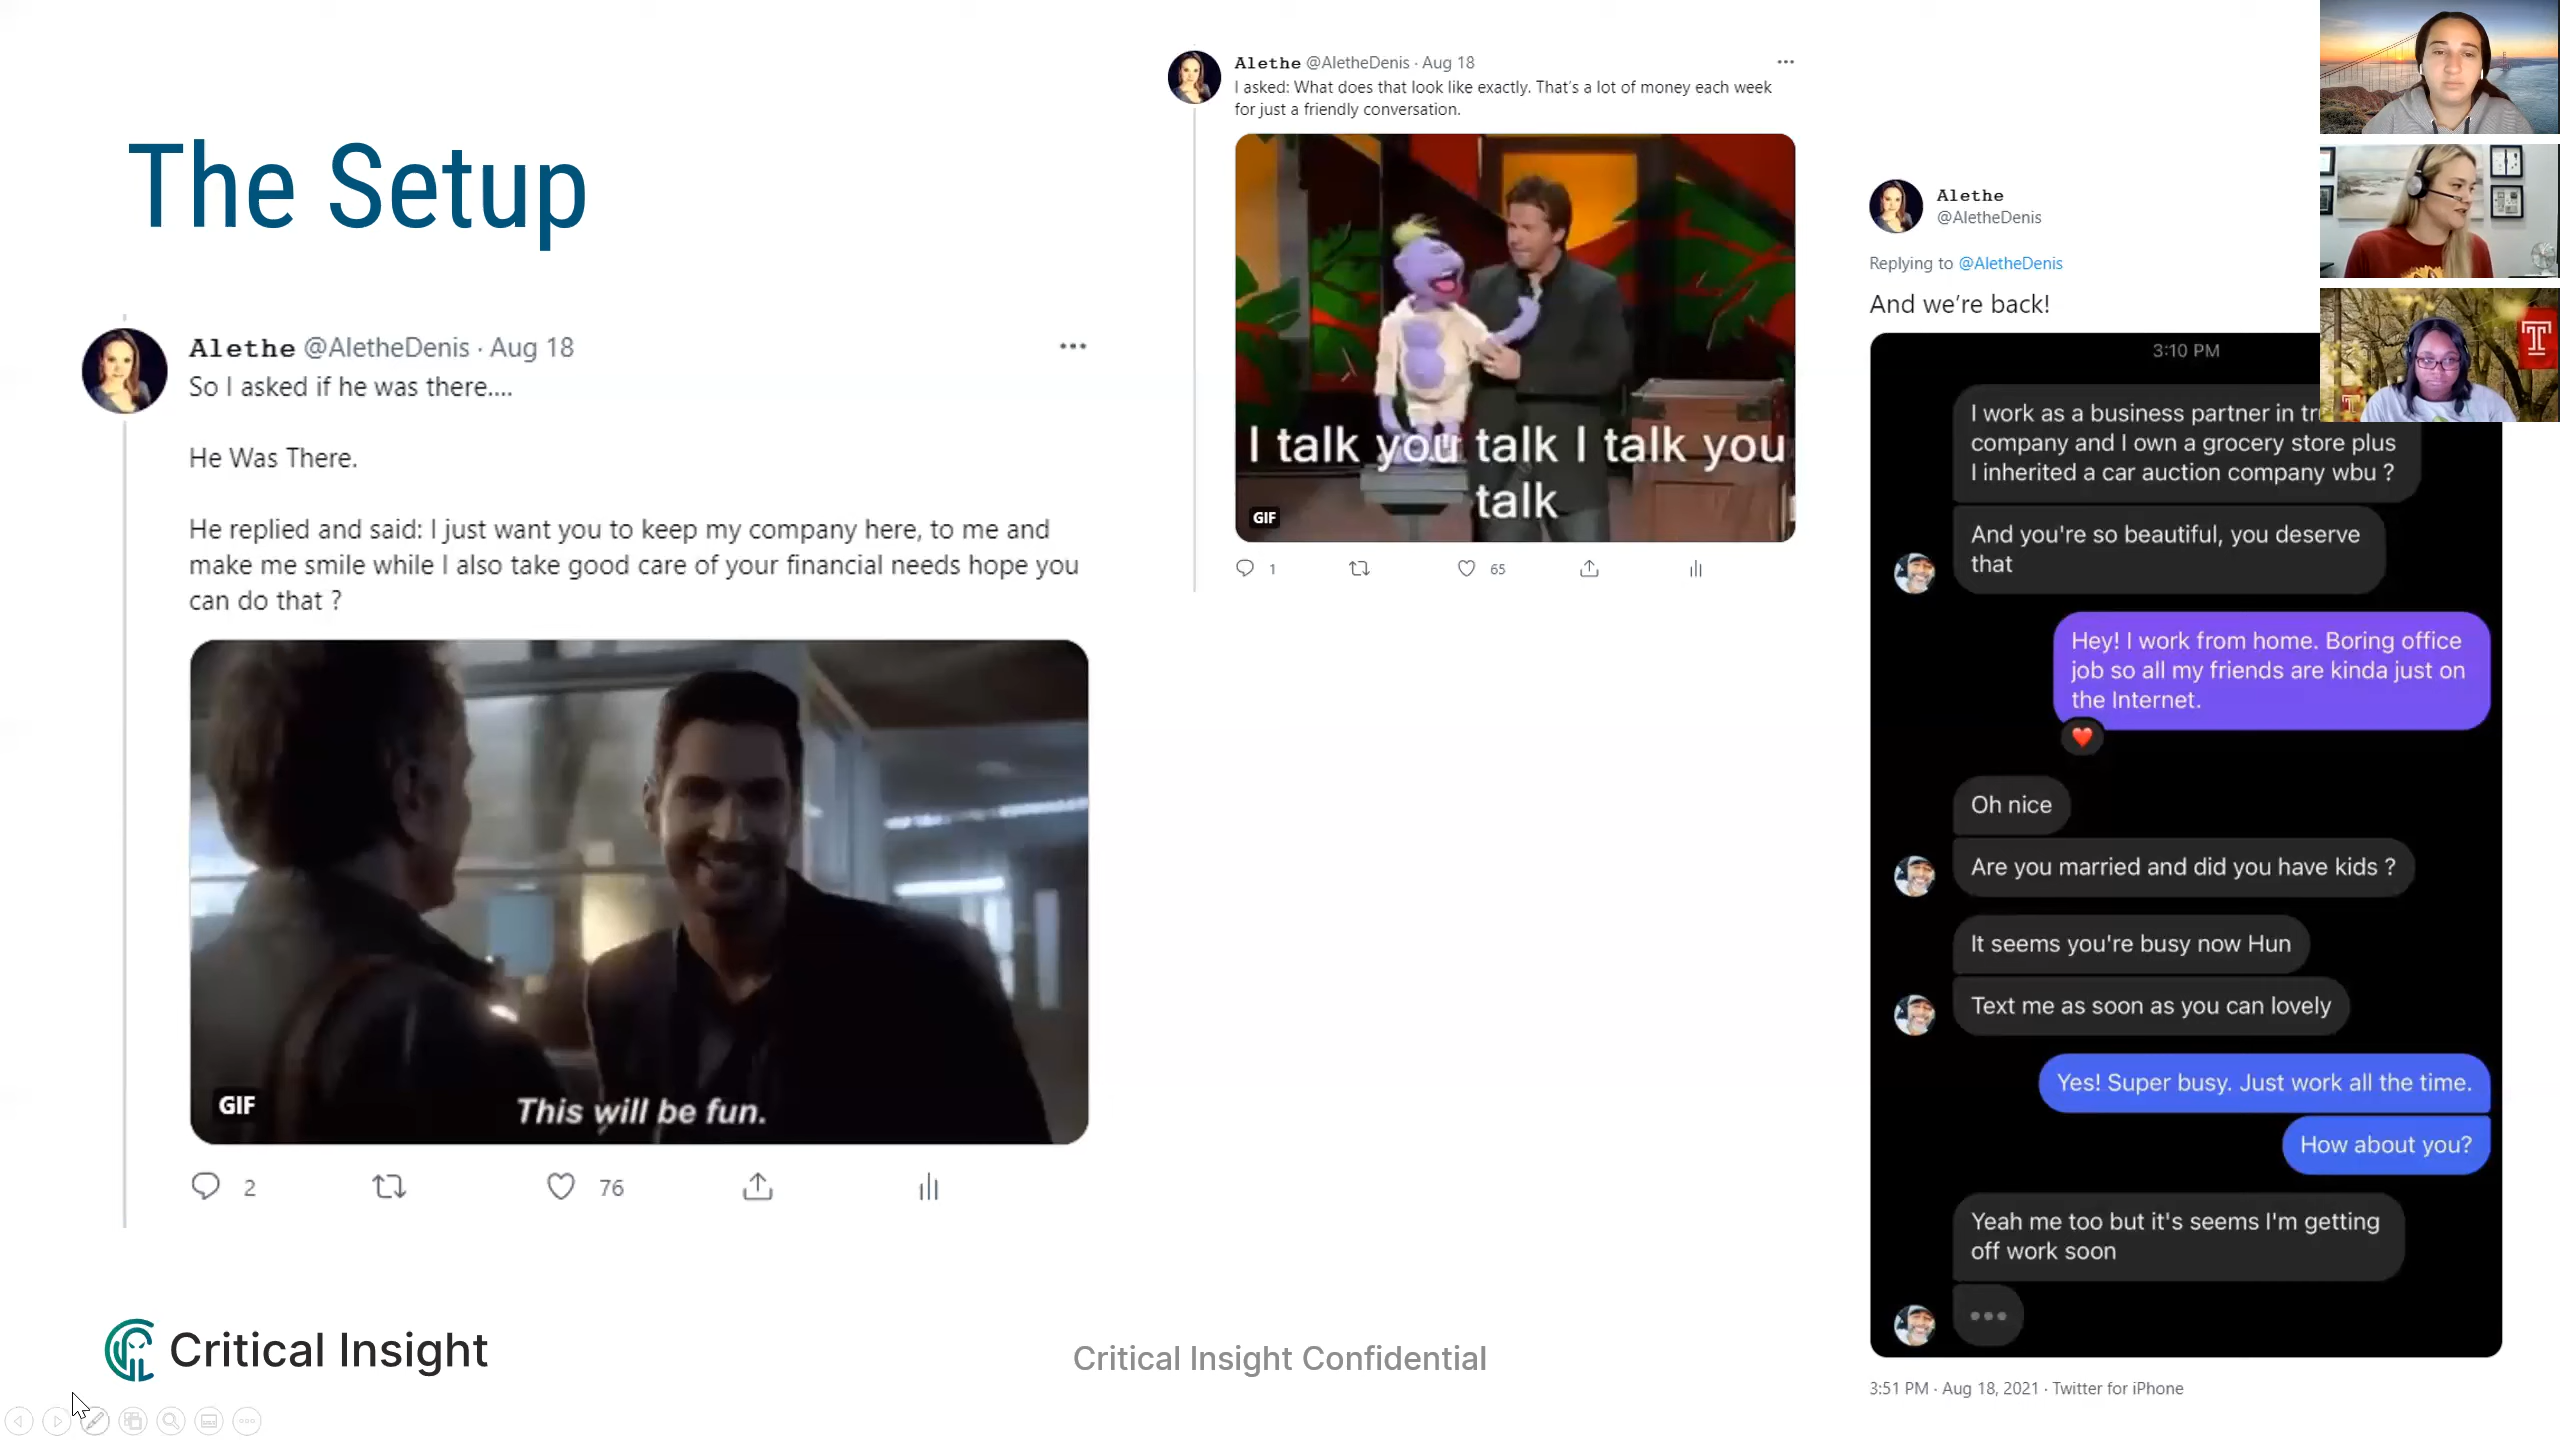 The Setup
Alethe @AletheDenis · Aug 18
So I asked if he was there....
He Was There.
He replied and said: I just want you to keep my company here, to me and
make me smile while I also take good care of your financial needs hope you
can do that ?
GIF
This will be fun.
2
76
Alethe @AletheDenis · Aug 18
I asked: What does that look like exactly. That's a lot of money each week
for just a friendly conversation.
I talk you talk I talk you
talk
GIF
1
65
Alethe
@AletheDenis
Replying to @AletheDenis
And we're back!
3:10 PM
I work as a business partner in
company and I own a grocery store plus
I inherited a car auction company wbu ?
And you're so beautiful, you deserve
that
Hey! I work from home. Boring office
job so all my friends are kinda just on
the Internet.
Oh nice
Are you married and did you have kids ?
It seems you're busy now Hun
Text me as soon as you can lovely
Yes! Super busy. Just work all the time.
How about you?
Yeah me too but it's seems I'm getting
off work soon
3:51 PM · Aug 18, 2021 · Twitter for iPhone
T
Critical Insight
Critical Insight Confidential